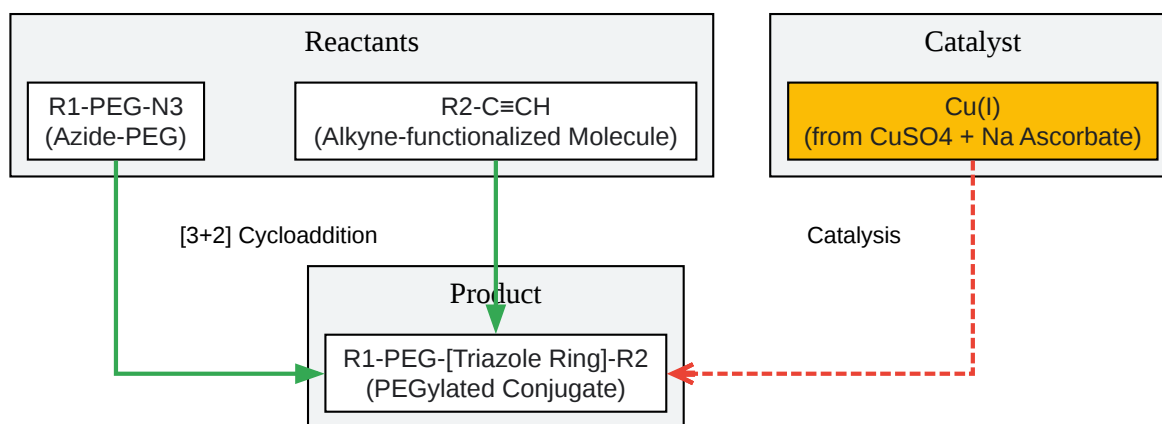 Reactants
R1-PEG-N3
(Azide-PEG)
R2-C≡CH
(Alkyne-functionalized Molecule)
Catalyst
Cu(I)
(from CuSO4 + Na Ascorbate)
[3+2] Cycloaddition
Catalysis
Product
R1-PEG-[Triazole Ring]-R2
(PEGylated Conjugate)